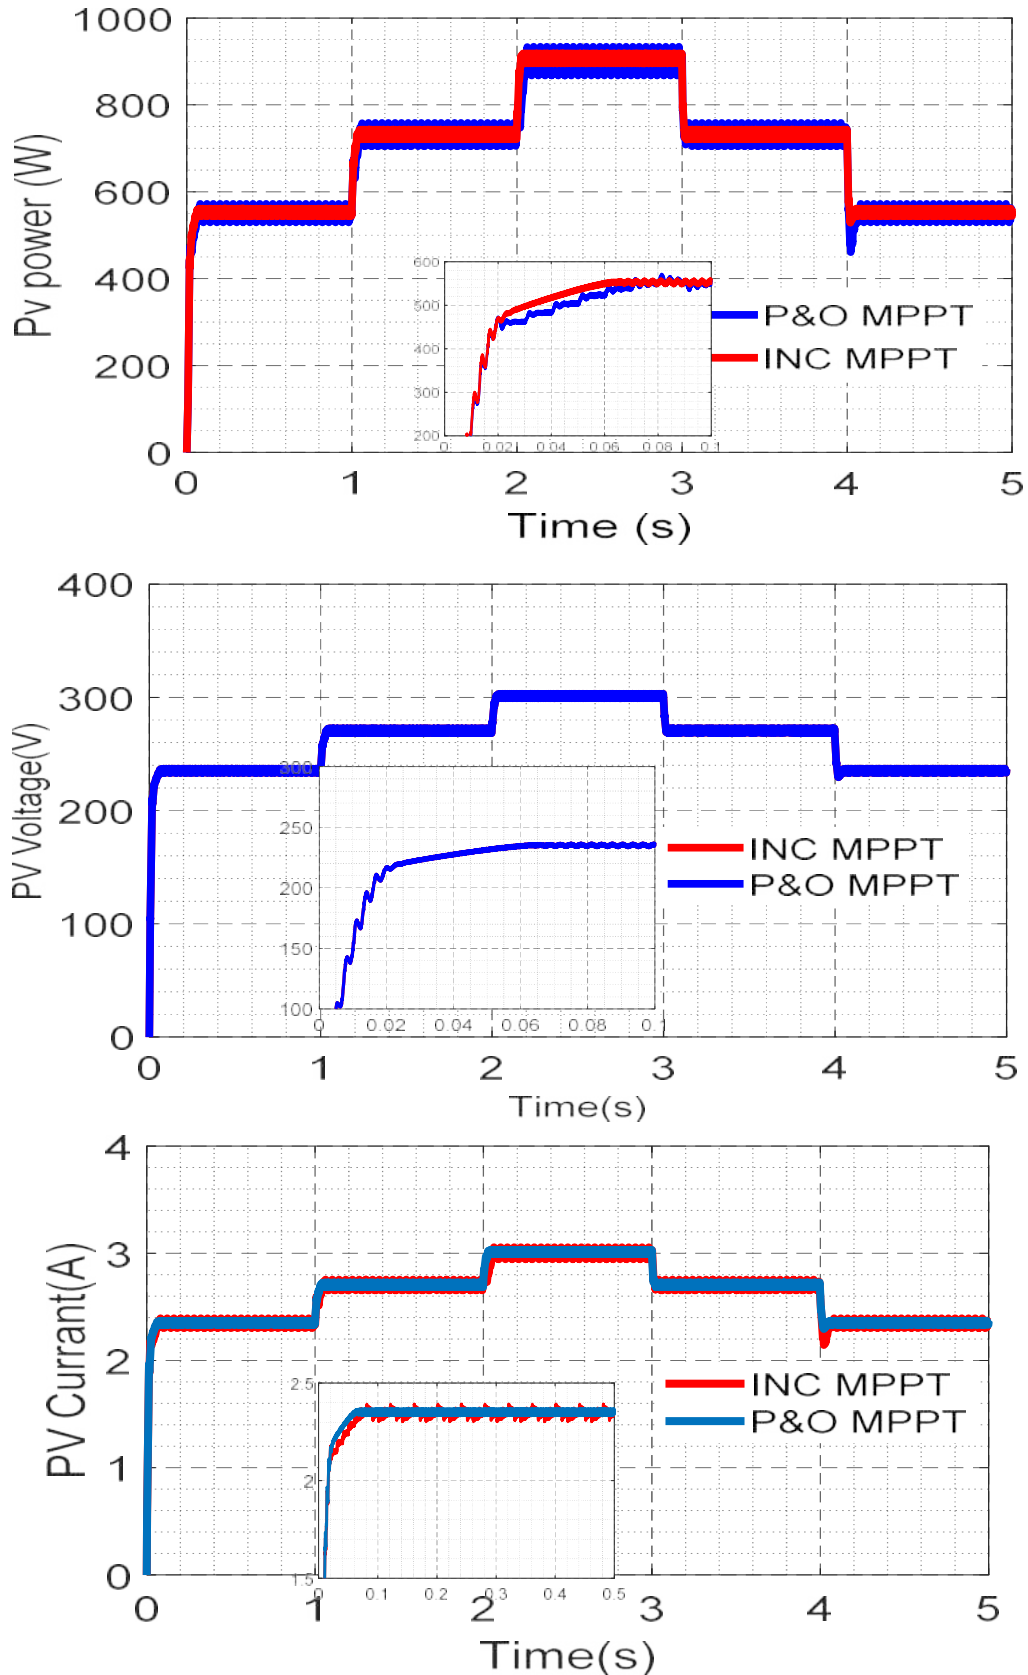 1000
800
600
400
200
0
Pv power (W)
600
500
400
300
200
0 0.02 0.04 0.06 0.08 0.1
P&O MPPT
INC MPPT
0 1 2 3 4 5
Time (s)
400
300
200
100
0
PV Voltage(V)
300
250
200
150
100
0 0.02 0.04 0.06 0.08 0.1
INC MPPT
P&O MPPT
0 1 2 3 4 5
Time(s)
4
3
2
1
0
PV Currant(A)
2.5
2
1.5
0 0.1 0.2 0.3 0.4 0.5
INC MPPT
P&O MPPT
0 1 2 3 4 5
Time(s)